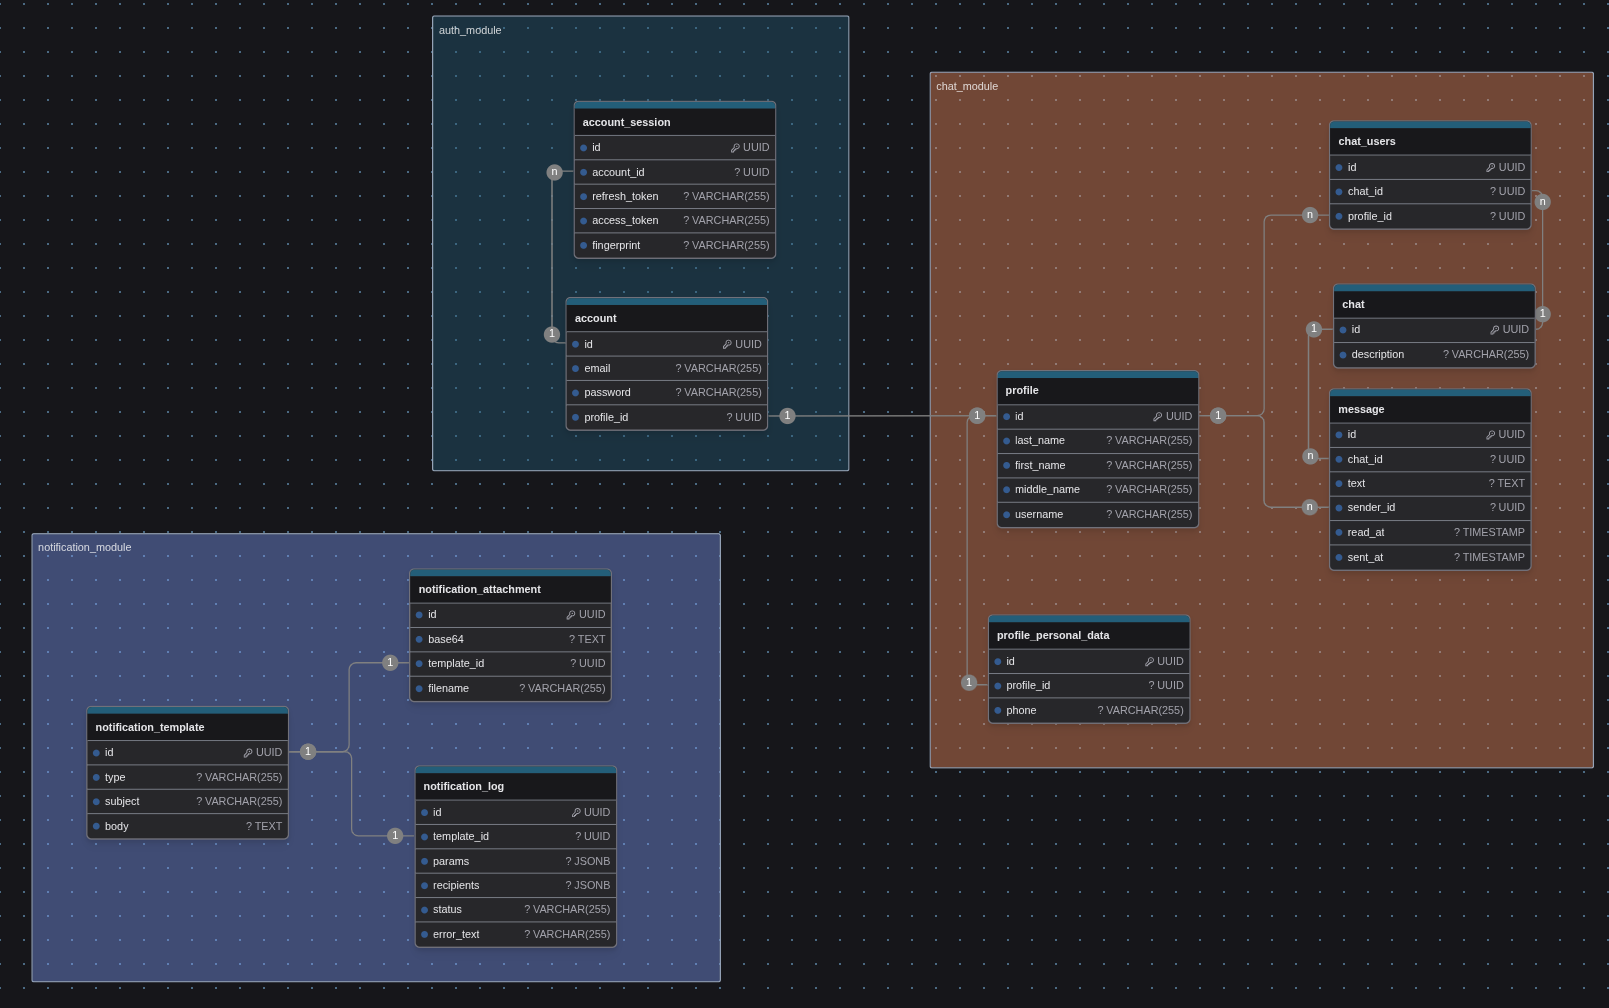 auth_module
account_session
id UUID
account_id ? UUID
refresh_token ? VARCHAR(255)
access_token ? VARCHAR(255)
fingerprint ? VARCHAR(255)
n
1
account
id UUID
email ? VARCHAR(255)
password ? VARCHAR(255)
profile_id ? UUID
1
chat_module
chat_users
id UUID
chat_id ? UUID
profile_id ? UUID
n
n
chat
id UUID
description ? VARCHAR(255)
1
1
profile
1
id UUID
1
last_name ? VARCHAR(255)
first_name ? VARCHAR(255)
middle_name ? VARCHAR(255)
username ? VARCHAR(255)
message
id UUID
chat_id ? UUID
text ? TEXT
sender_id ? UUID
read_at ? TIMESTAMP
sent_at ? TIMESTAMP
n
n
profile_personal_data
id UUID
profile_id ? UUID
phone ? VARCHAR(255)
1
notification_module
notification_attachment
id UUID
base64 ? TEXT
template_id ? UUID
filename ? VARCHAR(255)
1
notification_template
id UUID
type ? VARCHAR(255)
subject ? VARCHAR(255)
body ? TEXT
1
notification_log
id UUID
template_id ? UUID
params ? JSONB
recipients ? JSONB
status ? VARCHAR(255)
error_text ? VARCHAR(255)
1